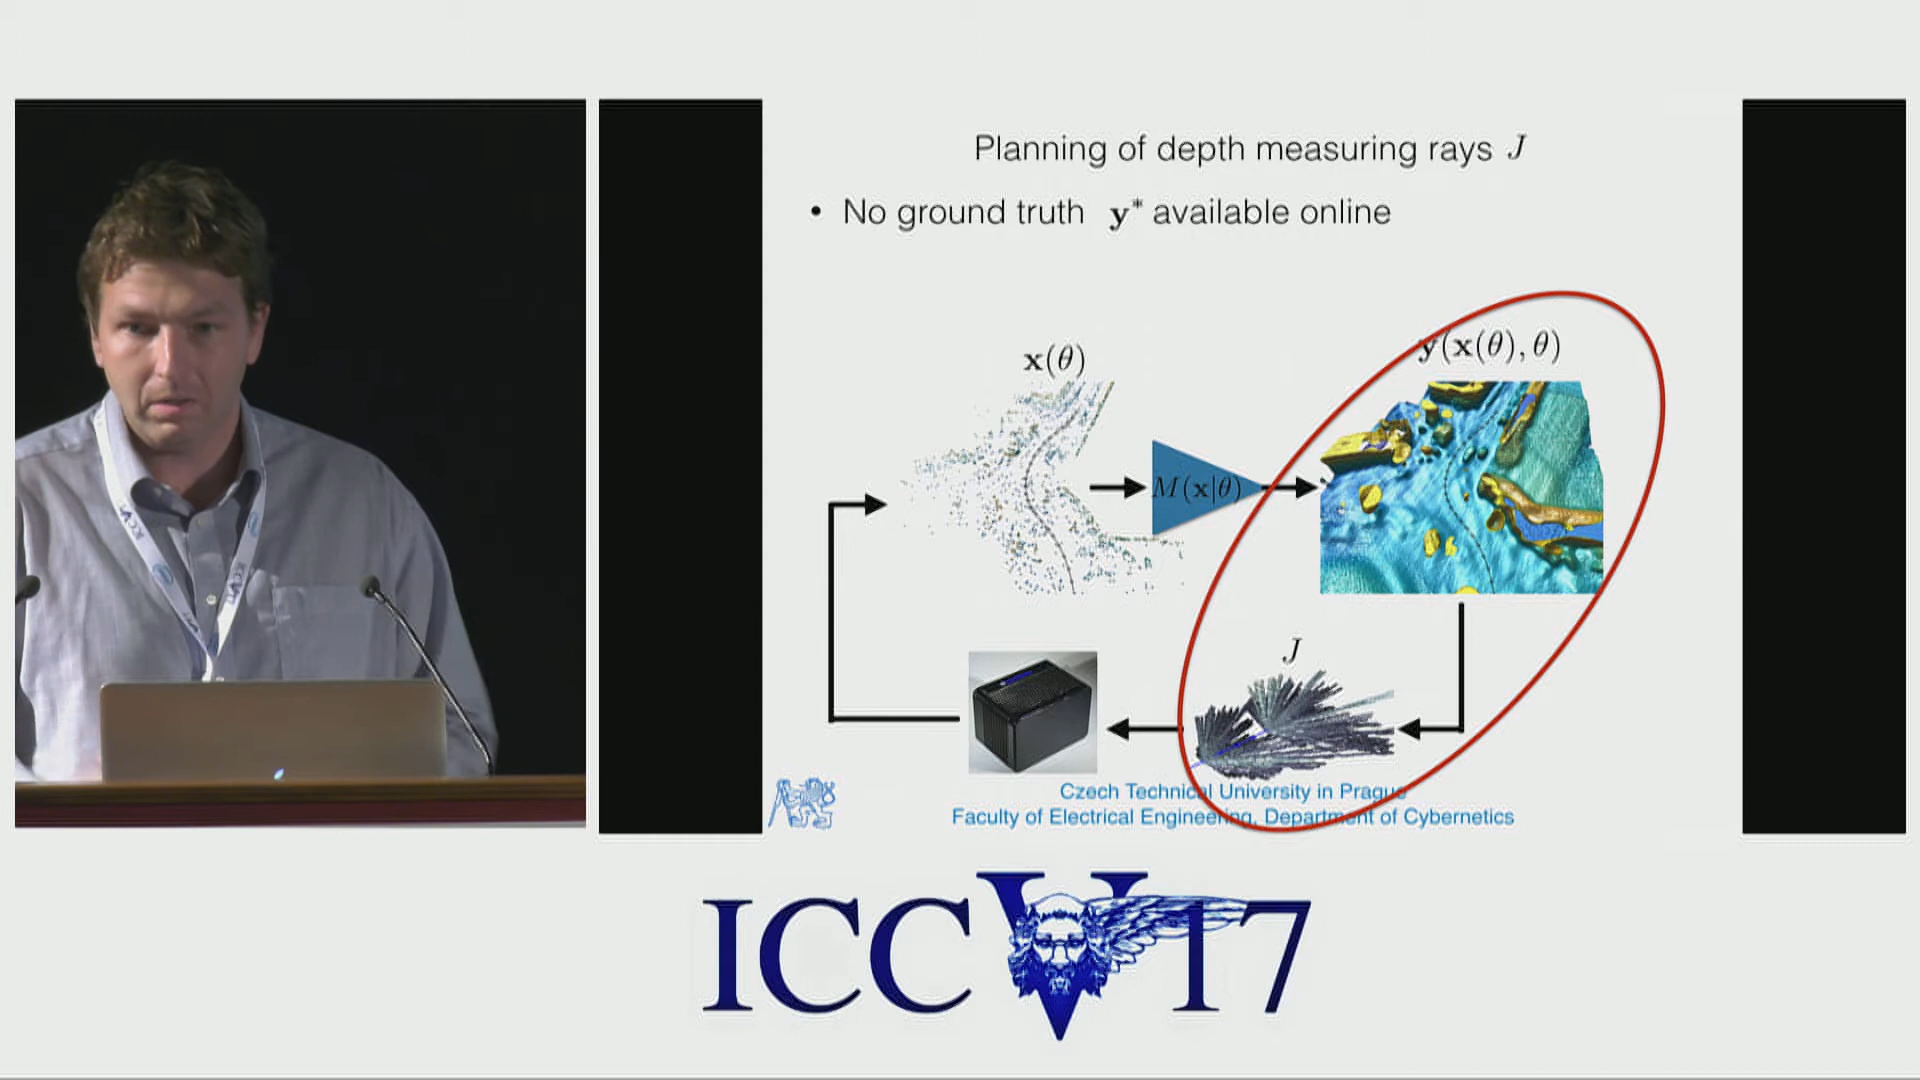 Planning of depth measuring rays J
• No ground truth y* available online
x(θ)
y(x(θ), θ)
M(x|θ)
J
Czech Technical University in Prague
Faculty of Electrical Engineering, Department of Cybernetics
ICCV17